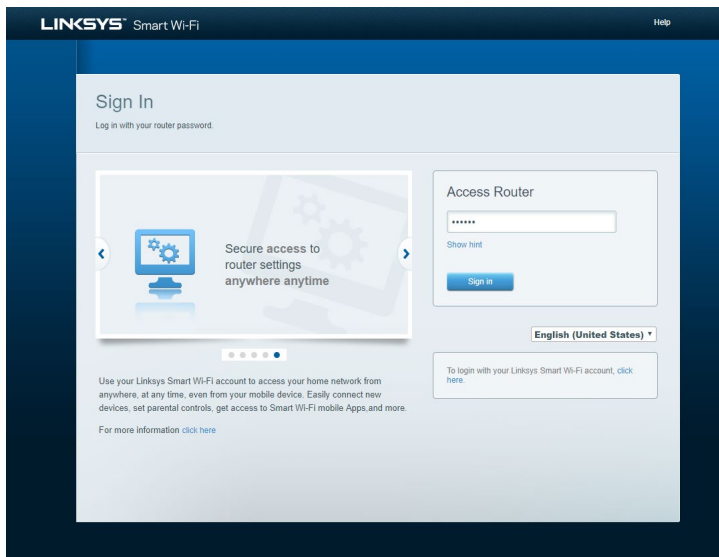 LINKSYS™ Smart Wi-Fi
Help
Sign In
Log in with your router password.
Secure access to
router settings
anywhere anytime
Use your Linksys Smart Wi-Fi account to access your home network from
anywhere, at any time, even from your mobile device. Easily connect new
devices, set parental controls, get access to Smart Wi-Fi mobile Apps,and more.
For more information click here
Access Router
••••••
Show hint
Sign in
English (United States)
To login with your Linksys Smart Wi-Fi account, click
here.